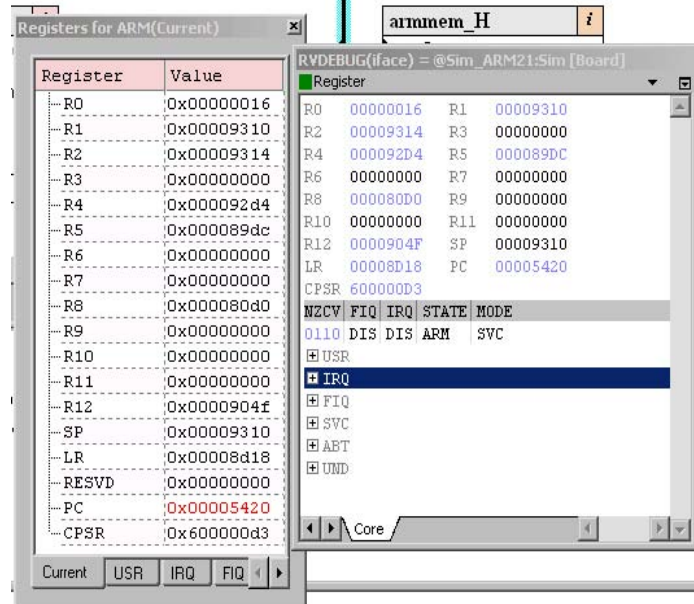 Registers for ARM(Current)
Register Value
R0 0x00000016
R1 0x00009310
R2 0x00009314
R3 0x00000000
R4 0x000092d4
R5 0x000089dc
R6 0x00000000
R7 0x00000000
R8 0x000080d0
R9 0x00000000
R10 0x00000000
R11 0x00000000
R12 0x0000904f
SP 0x00009310
LR 0x00008d18
RESVD 0x00000000
PC 0x00005420
CPSR 0x600000d3
Current USR IRQ FIQ
armmem_H i
RVDEBUG(iface) = @Sim_ARM21:Sim [Board]
Register
R0 00000016 R1 00009310
R2 00009314 R3 00000000
R4 000092D4 R5 000089DC
R6 00000000 R7 00000000
R8 000080D0 R9 00000000
R10 00000000 R11 00000000
R12 0000904F SP 00009310
LR 00008D18 PC 00005420
CPSR 600000D3
NZCV FIQ IRQ STATE MODE
0110 DIS DIS ARM SVC
USR
IRQ
FIQ
SVC
ABT
UND
Core